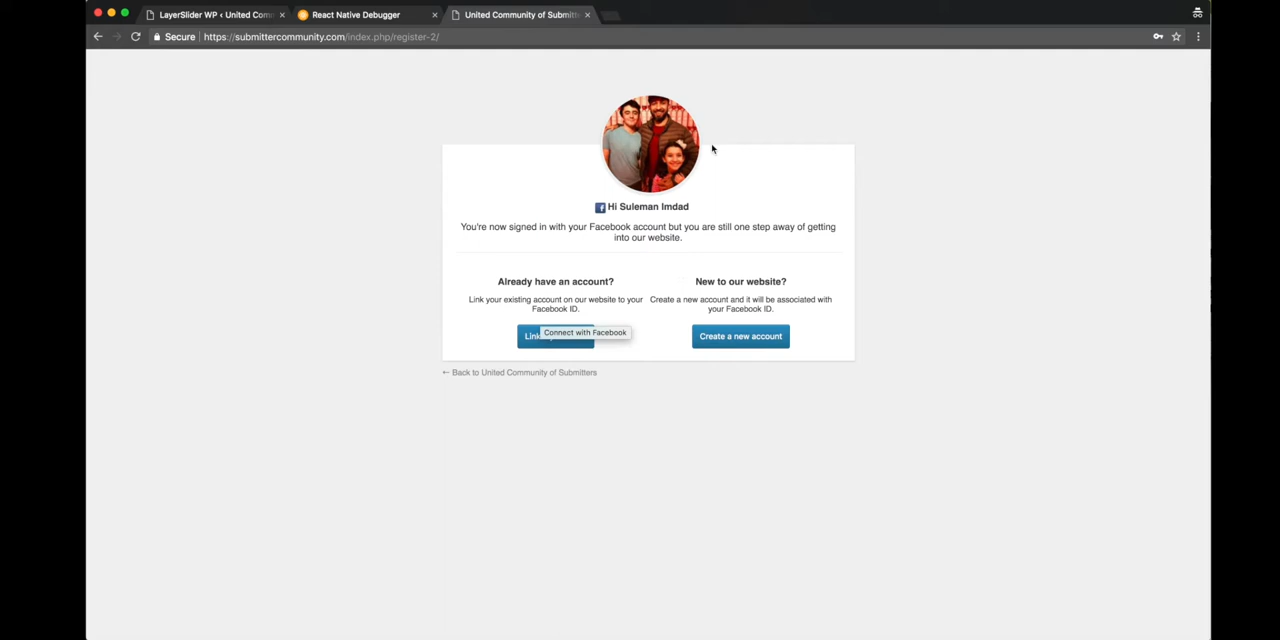 LayerSlider WP ‹ United Com
React Native Debugger
United Community of Submitt
Secure
https://submittercommunity.com/index.php/register-2/
Hi Suleman Imdad
You're now signed in with your Facebook account but you are still one step away of getting
into our website.
Already have an account?
Link your existing account on our website to your
Facebook ID.
Link
Connect with Facebook
New to our website?
Create a new account and it will be associated with
your Facebook ID.
Create a new account
← Back to United Community of Submitters